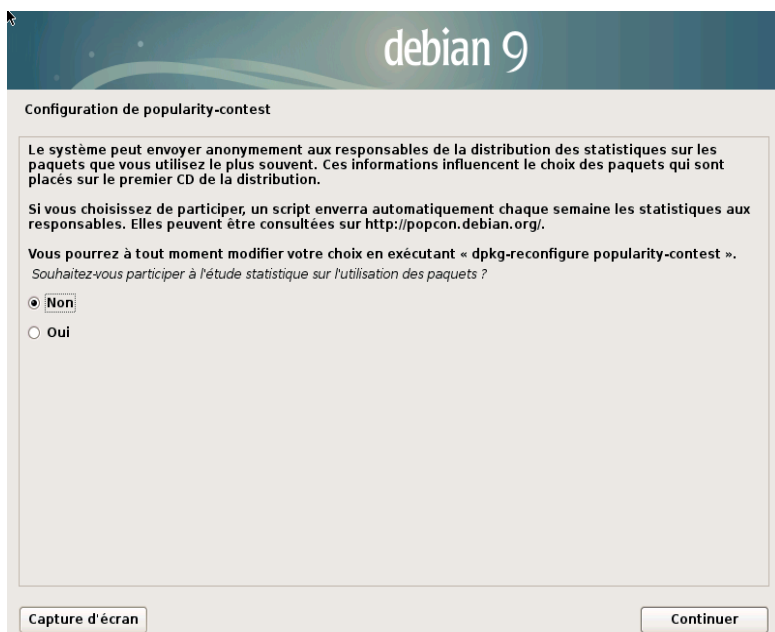 debian 9
Configuration de popularity-contest
Le système peut envoyer anonymement aux responsables de la distribution des statistiques sur les
paquets que vous utilisez le plus souvent. Ces informations influencent le choix des paquets qui sont
placés sur le premier CD de la distribution.
Si vous choisissez de participer, un script enverra automatiquement chaque semaine les statistiques aux
responsables. Elles peuvent être consultées sur http://popcon.debian.org/.
Vous pourrez à tout moment modifier votre choix en exécutant « dpkg-reconfigure popularity-contest ».
Souhaitez-vous participer à l'étude statistique sur l'utilisation des paquets ?
Non
Oui
Capture d'écran
Continuer